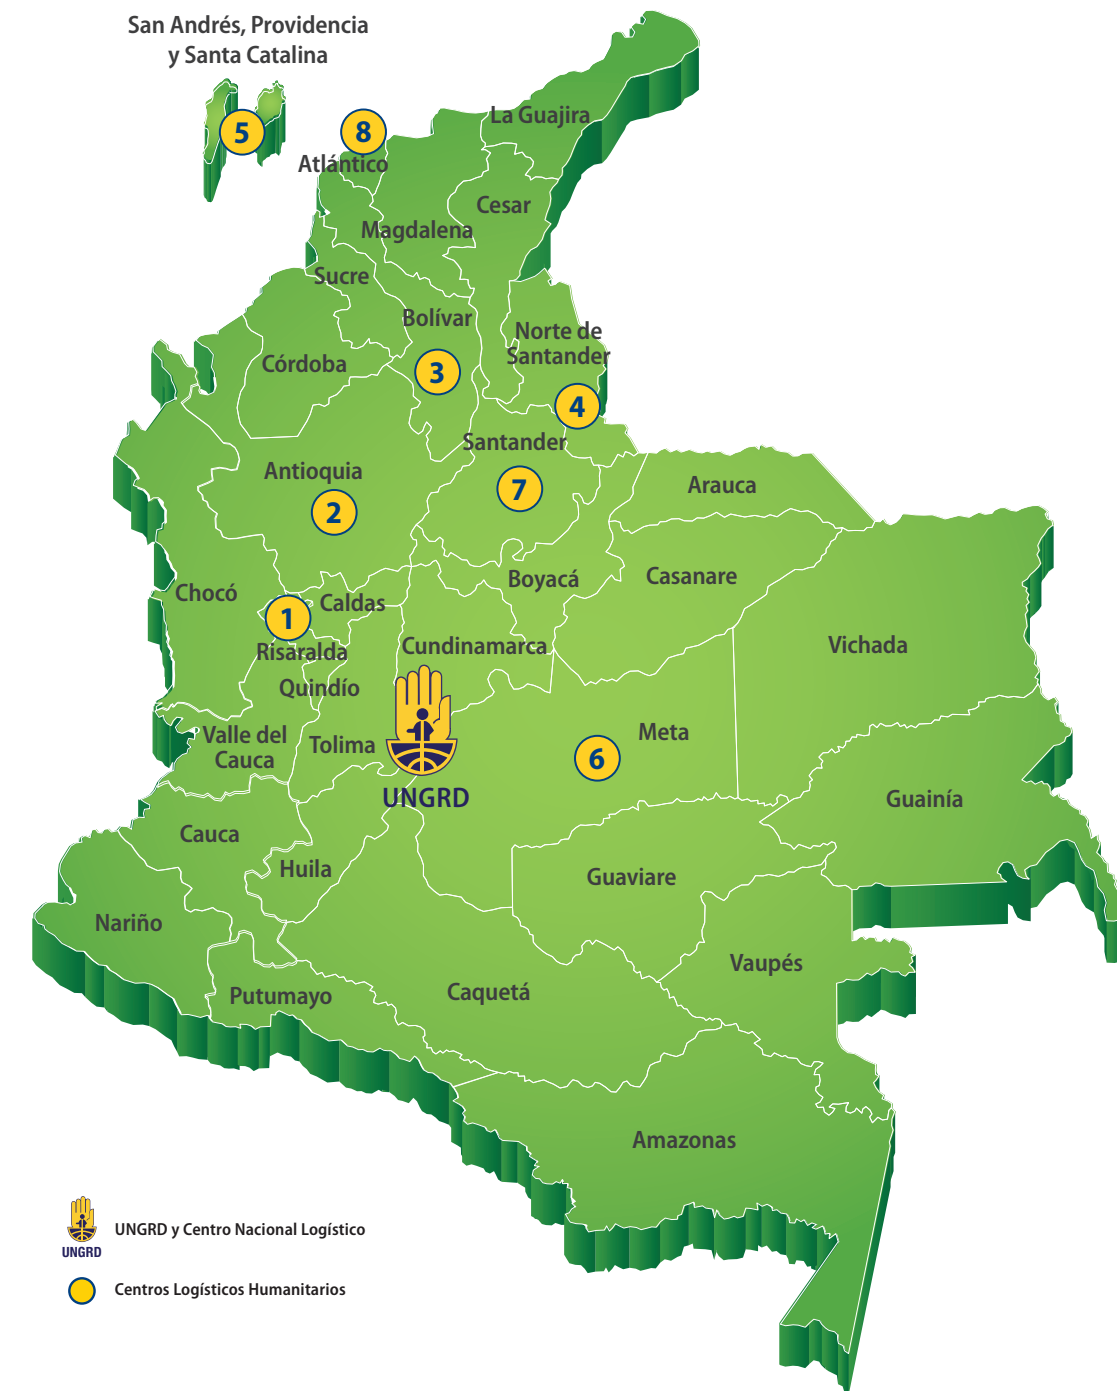 San Andrés, Providencia
y Santa Catalina
5
8
La Guajira
Atlántico
Cesar
Magdalena
Sucre
Bolívar
Norte de
Santander
Córdoba
3
4
Santander
Antioquia
7
Arauca
2
Boyacá
Casanare
Chocó
Caldas
1
Risaralda
Cundinamarca
Vichada
Quindío
Valle del
Cauca
Tolima
Meta
6
UNGRD
Guainía
Cauca
Huila
Guaviare
Nariño
Vaupés
Putumayo
Caquetá
Amazonas
UNGRD
UNGRD y Centro Nacional Logístico
Centros Logísticos Humanitarios